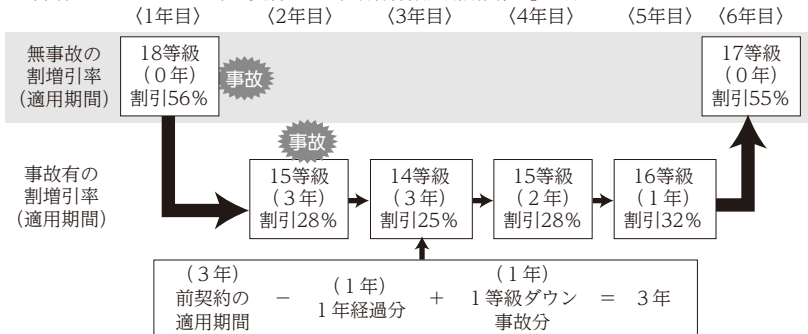 〈1年目〉 〈2年目〉 〈3年目〉 〈4年目〉 〈5年目〉 〈6年目〉
無事故の
割増引率
（適用期間）
18等級
（０年）
割引56%
事故
17等級
（０年）
割引55%
事故
事故有の
割増引率
（適用期間）
15等級
（３年）
割引28%
14等級
（３年）
割引25%
15等級
（２年）
割引28%
16等級
（１年）
割引32%
（３年）
前契約の
適用期間
−
（１年）
１年経過分
+
（１年）
１等級ダウン
事故分
= ３年